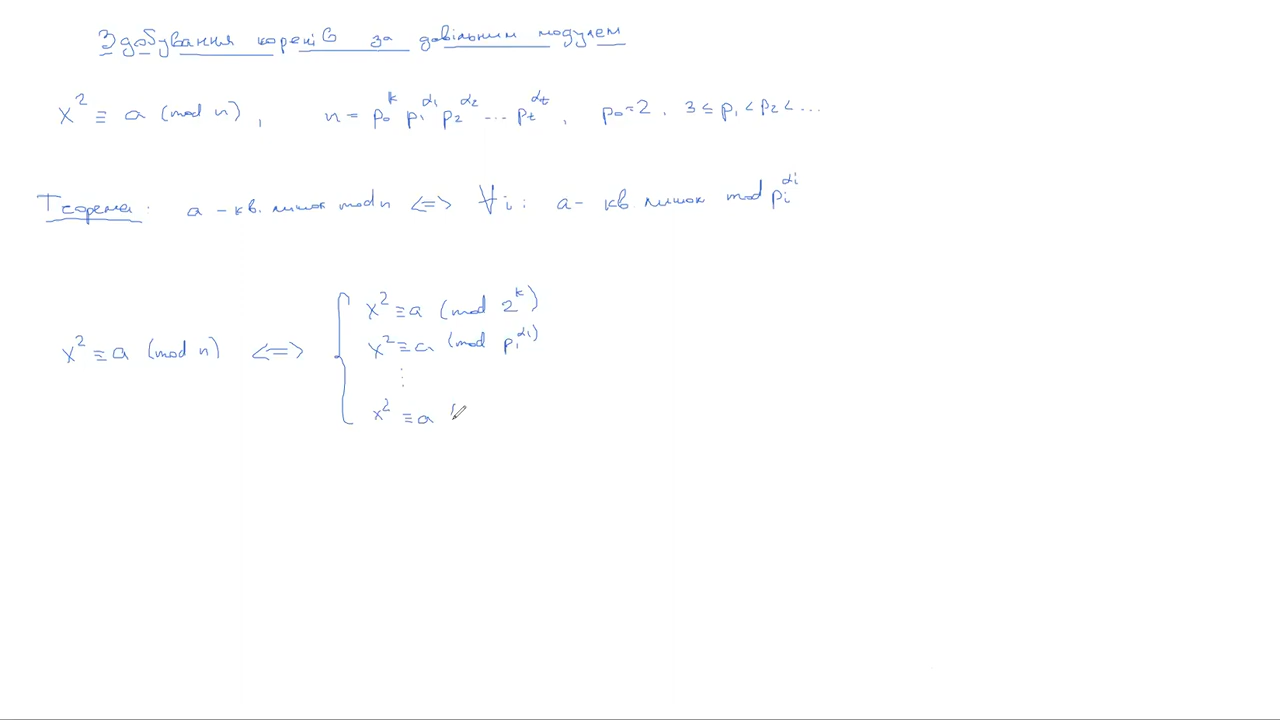 Здобування коренів за довільним модулем
x² ≡ a (mod n), n = p₀ᵏ p₁^α₁ p₂^α₂ ... pₜ^αₜ, p₀=2, 3 ≤ p₁ < p₂ < ...
Теорема: a - кв. лишок mod n <=> ∀i: a - кв. лишок mod pᵢ^αᵢ
x² ≡ a (mod 2ᵏ)
x² ≡ a (mod n) <=> { x² ≡ a (mod p₁^α₁)
⋮
x² ≡ a (